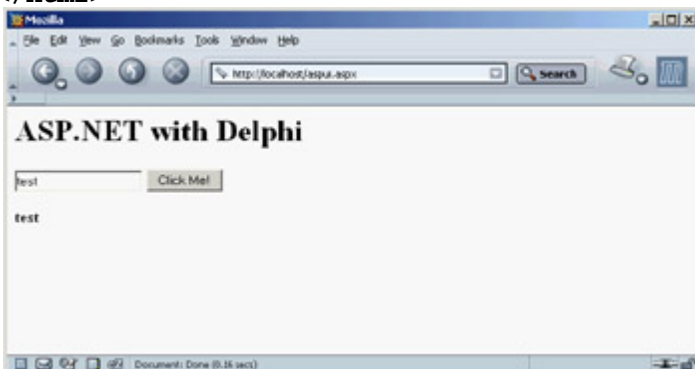 </html>
Mozilla
File Edit View Go Bookmarks Tools Window Help
http://localhost/aspui.aspx Search
ASP.NET with Delphi
test Click Me!
test
Document: Done (0.16 secs)